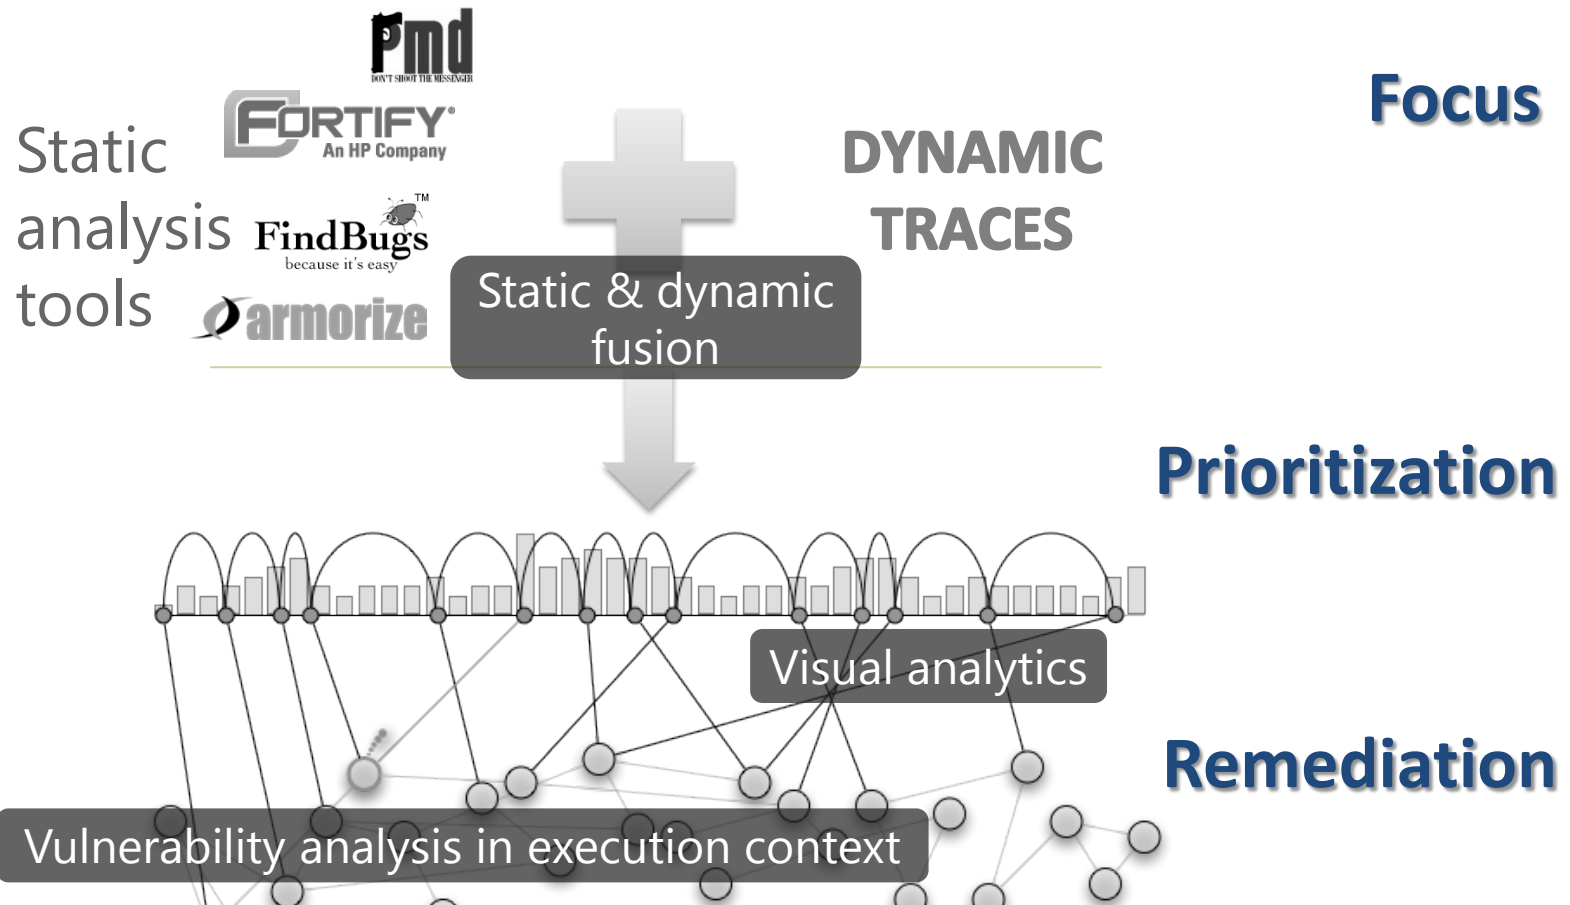 Pmd
DON'T SHOOT THE MESSENGER
FORTIFY®
An HP Company
Static
analysis
tools
FindBugs™
because it's easy
armorize
DYNAMIC
TRACES
Static & dynamic
fusion
Focus
Prioritization
Visual analytics
Remediation
Vulnerability analysis in execution context